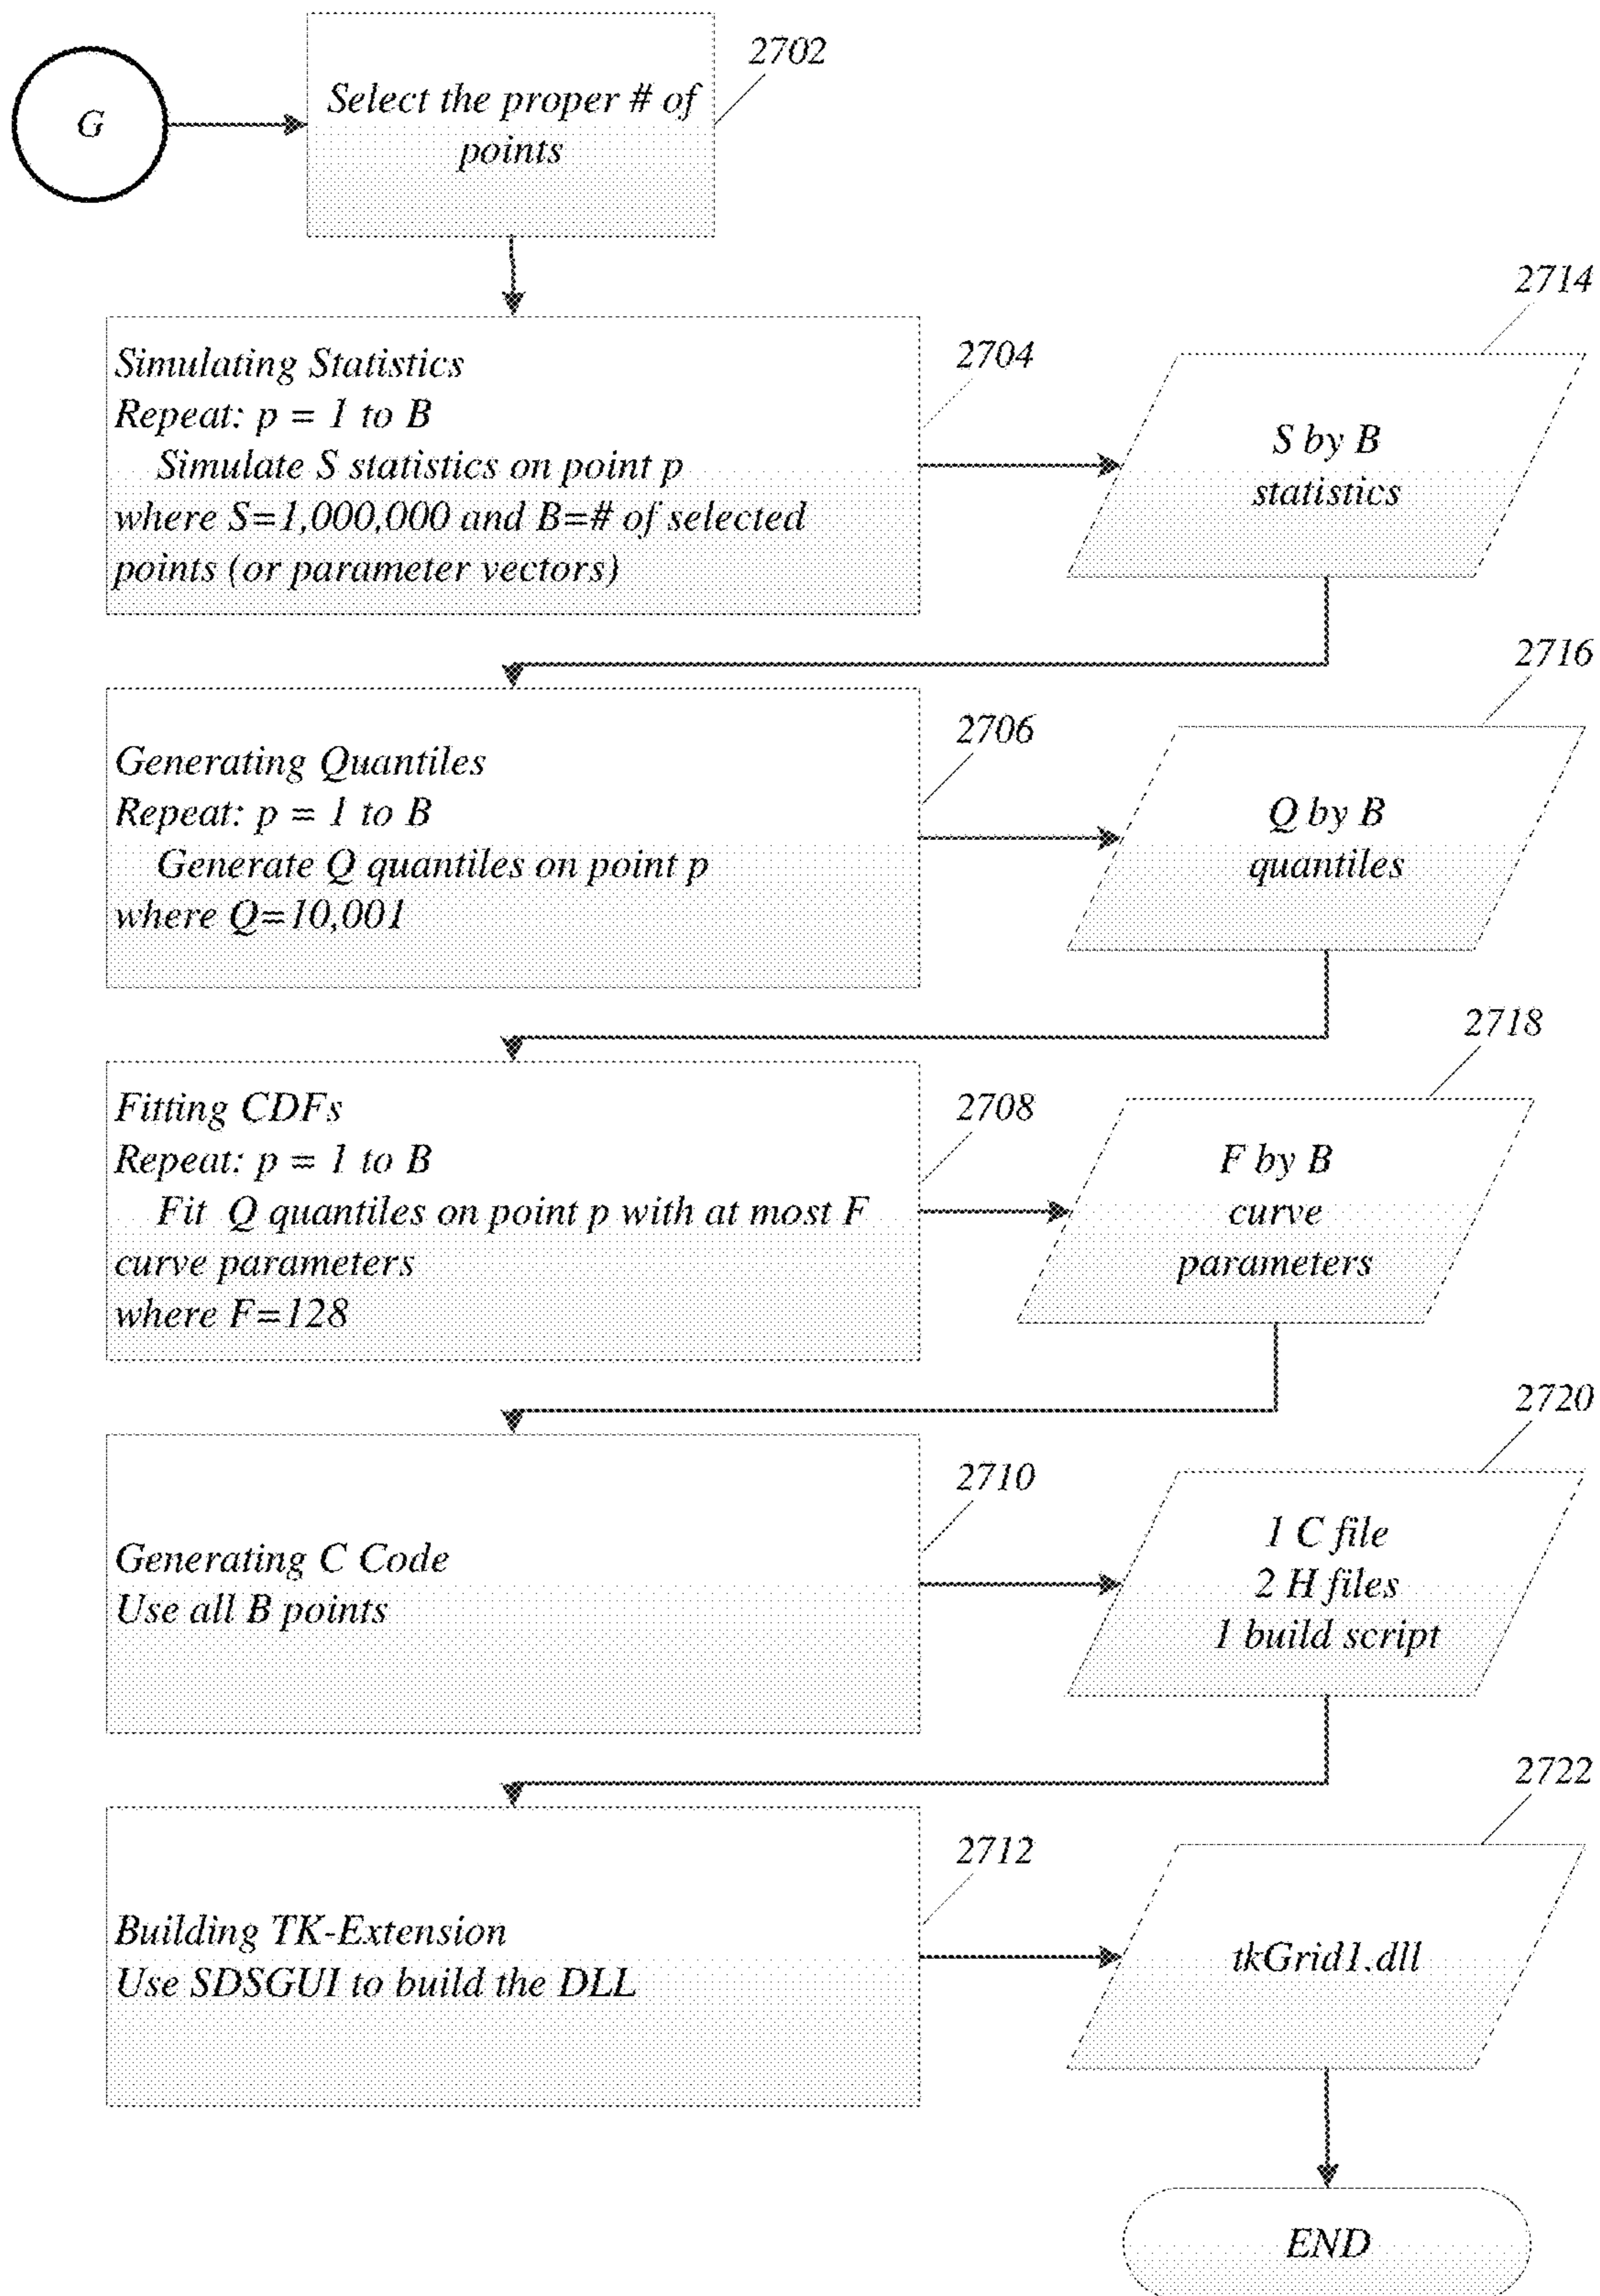 G
Select the proper # of
points
2702
Simulating Statistics
Repeat: p = 1 to B
Simulate S statistics on point p
where S=1,000,000 and B=# of selected
points (or parameter vectors)
2704
S by B
statistics
2714
Generating Quantiles
Repeat: p = 1 to B
Generate Q quantiles on point p
where Q=10,001
2706
Q by B
quantiles
2716
Fitting CDFs
Repeat: p = 1 to B
Fit Q quantiles on point p with at most F
curve parameters
where F=128
2708
F by B
curve
parameters
2718
Generating C Code
Use all B points
2710
1 C file
2 H files
1 build script
2720
Building TK-Extension
Use SDSGUI to build the DLL
2712
tkGrid1.dll
2722
END